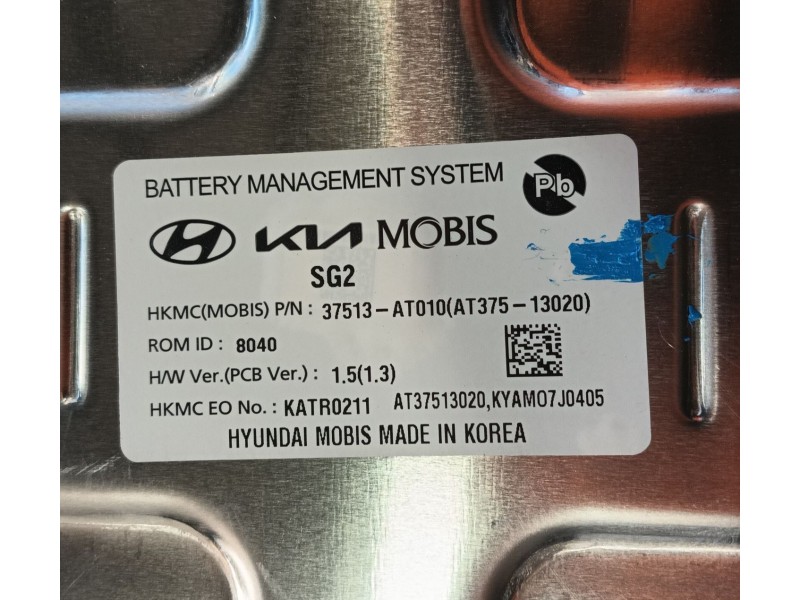 BATTERY MANAGEMENT SYSTEM Pb
KIA MOBIS
SG2
HKMC(MOBIS) P/N : 37513-AT010(AT375-13020)
ROM ID : 8040
H/W Ver.(PCB Ver.) : 1.5(1.3)
HKMC EO No. : KATR0211 AT37513020,KYAM07J0405
HYUNDAI MOBIS MADE IN KOREA